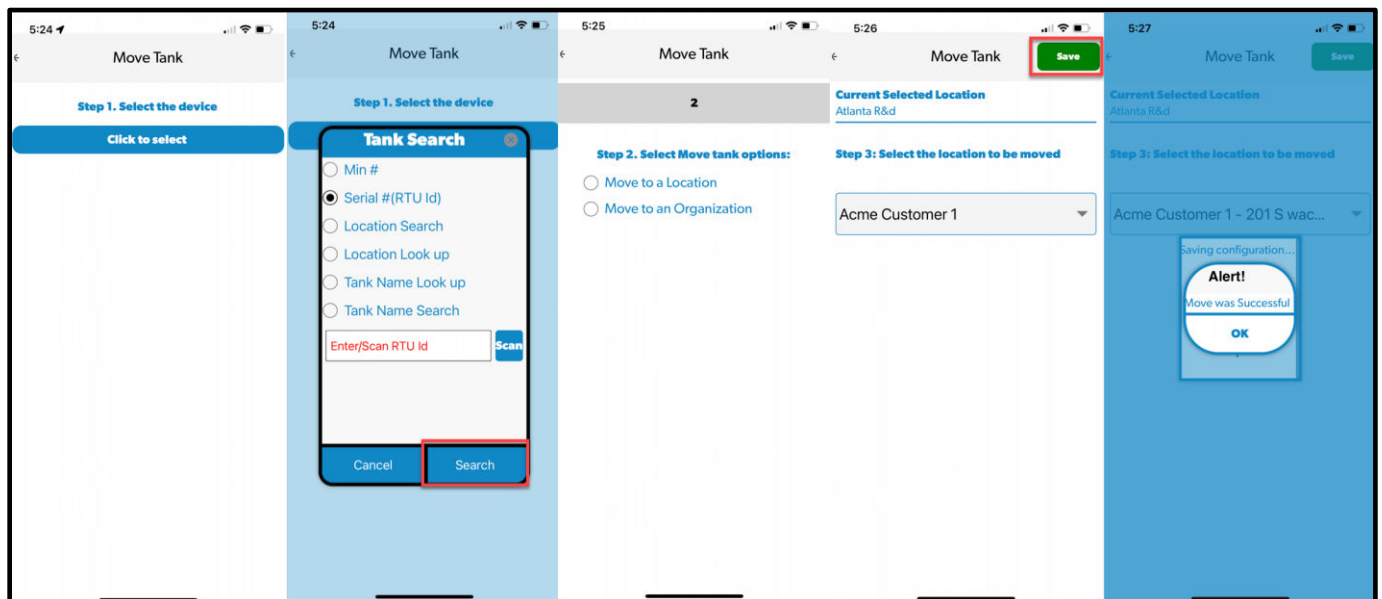 5:24
Move Tank
Step 1. Select the device
Click to select
5:24
Move Tank
Step 1. Select the device
Tank Search
Min #
Serial #(RTU Id)
Location Search
Location Look up
Tank Name Look up
Tank Name Search
Enter/Scan RTU Id
Scan
Cancel
Search
5:25
Move Tank
2
Step 2. Select Move tank options:
Move to a Location
Move to an Organization
5:26
Move Tank
Save
Current Selected Location
Atlanta R&d
Step 3: Select the location to be moved
Acme Customer 1
5:27
Move Tank
Save
Current Selected Location
Atlanta R&d
Step 3: Select the location to be moved
Acme Customer 1 - 201 S wac...
Saving configuration...
Alert!
Move was Successful
OK